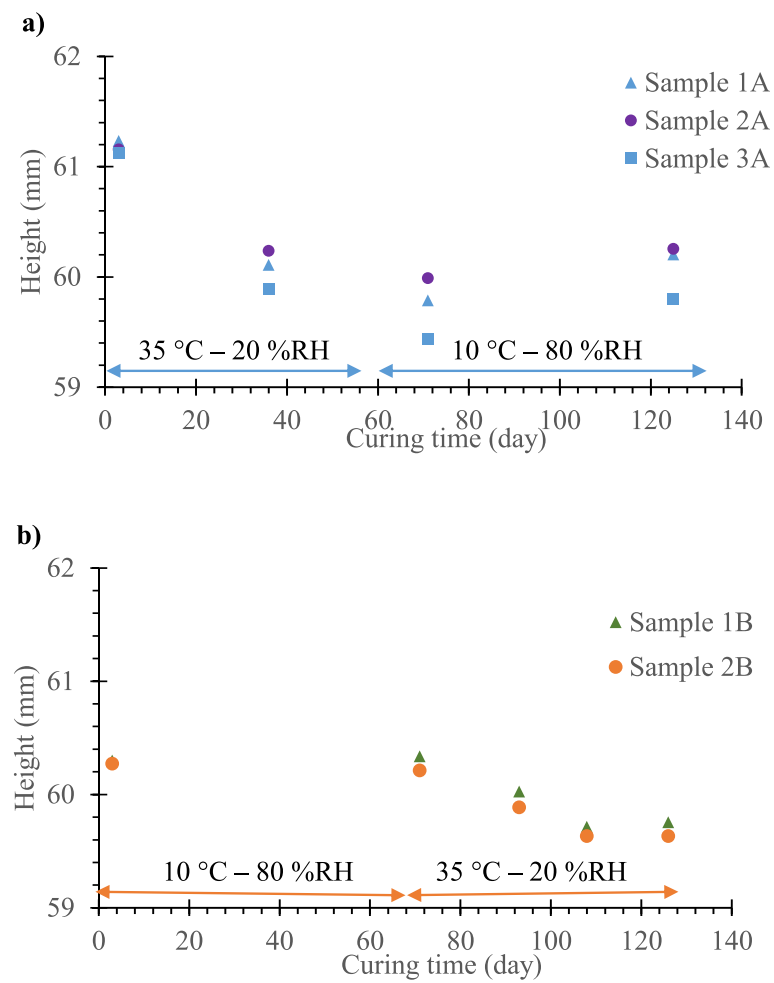 a)
62
61
60
59
Height (mm)
Sample 1A
Sample 2A
Sample 3A
35 °C – 20 %RH
10 °C – 80 %RH
0 20 40 60 80 100 120 140
Curing time (day)
b)
62
61
60
59
Height (mm)
Sample 1B
Sample 2B
10 °C – 80 %RH
35 °C – 20 %RH
0 20 40 60 80 100 120 140
Curing time (day)